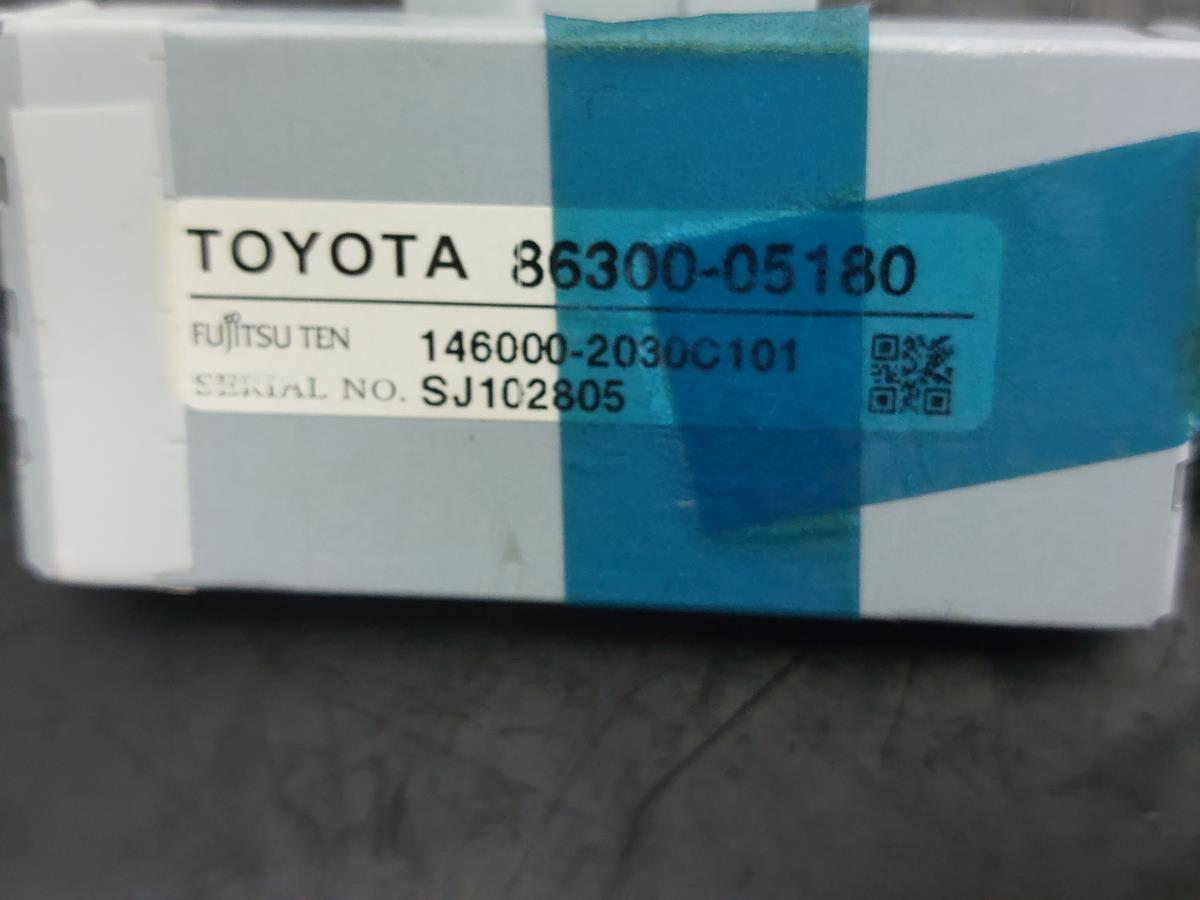 TOYOTA 86300-05180
FUJITSU TEN 146000-2030C101
SERIAL NO. SJ102805